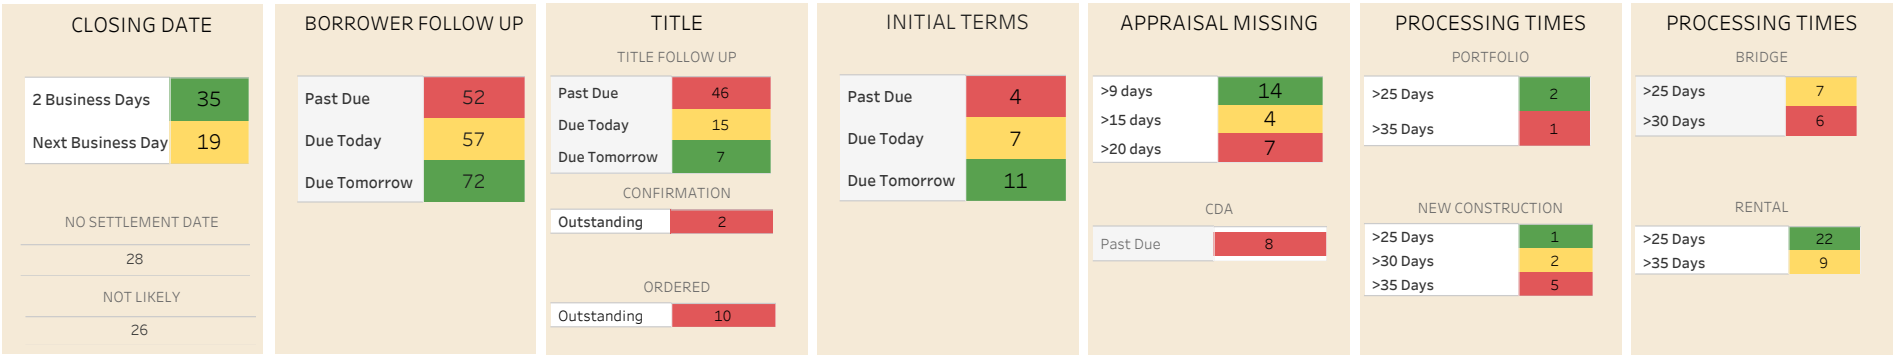 CLOSING DATE
2 Business Days 35
Next Business Day 19
NO SETTLEMENT DATE
28
NOT LIKELY
26
BORROWER FOLLOW UP
Past Due 52
Due Today 57
Due Tomorrow 72
TITLE
TITLE FOLLOW UP
Past Due 46
Due Today 15
Due Tomorrow 7
CONFIRMATION
Outstanding 2
ORDERED
Outstanding 10
INITIAL TERMS
Past Due 4
Due Today 7
Due Tomorrow 11
APPRAISAL MISSING
>9 days 14
>15 days 4
>20 days 7
CDA
Past Due 8
PROCESSING TIMES
PORTFOLIO
>25 Days 2
>35 Days 1
NEW CONSTRUCTION
>25 Days 1
>30 Days 2
>35 Days 5
PROCESSING TIMES
BRIDGE
>25 Days 7
>30 Days 6
RENTAL
>25 Days 22
>35 Days 9